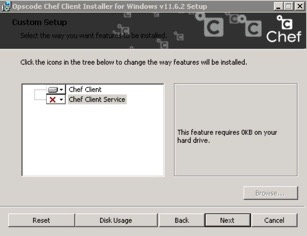 Opscode Chef Client Installer for Windows v11.6.2 Setup
Custom Setup
Select the way you want features to be installed.
Chef
Click the icons in the tree below to change the way features will be installed.
Chef Client
Chef Client Service
This feature requires 0KB on your
hard drive.
Browse...
Reset Disk Usage Back Next Cancel